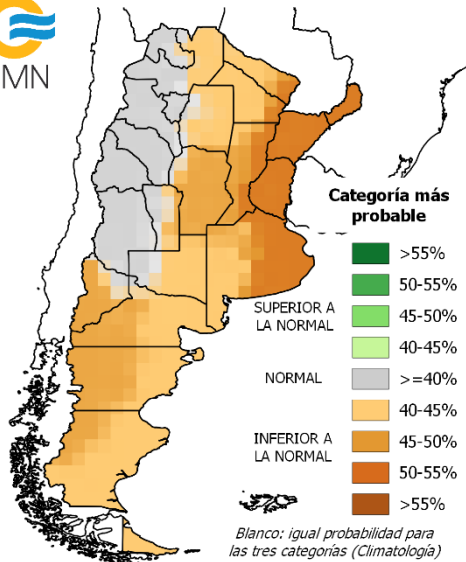 MN
Categoría más
probable
>55%
50-55%
SUPERIOR A
LA NORMAL
45-50%
40-45%
NORMAL
>=40%
40-45%
INFERIOR A
LA NORMAL
45-50%
50-55%
>55%
Blanco: igual probabilidad para
las tres categorías (Climatología)